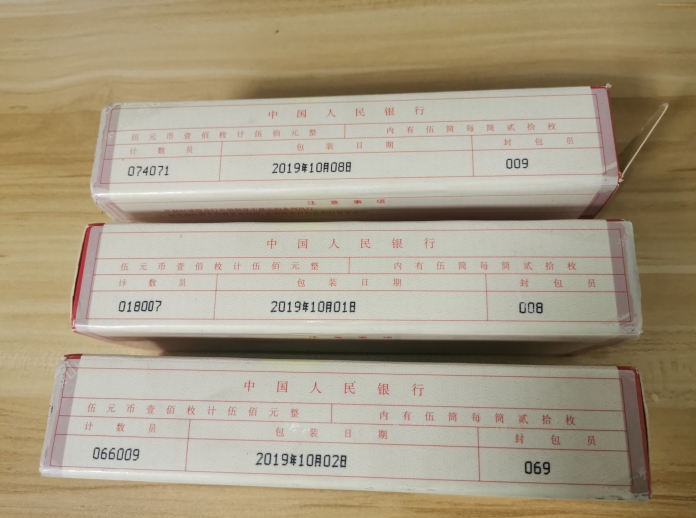 中国人民银行
伍元币壹佰枚计伍佰元整 内有伍筒每筒贰拾枚
计数员 包装日期 封包员
074071 2019年10月08日 009
注意事项
中国人民银行
伍元币壹佰枚计伍佰元整 内有伍筒每筒贰拾枚
计数员 包装日期 封包员
018007 2019年10月01日 008
中国人民银行
伍元币壹佰枚计伍佰元整 内有伍筒每筒贰拾枚
计数员 包装日期 封包员
066009 2019年10月02日 069